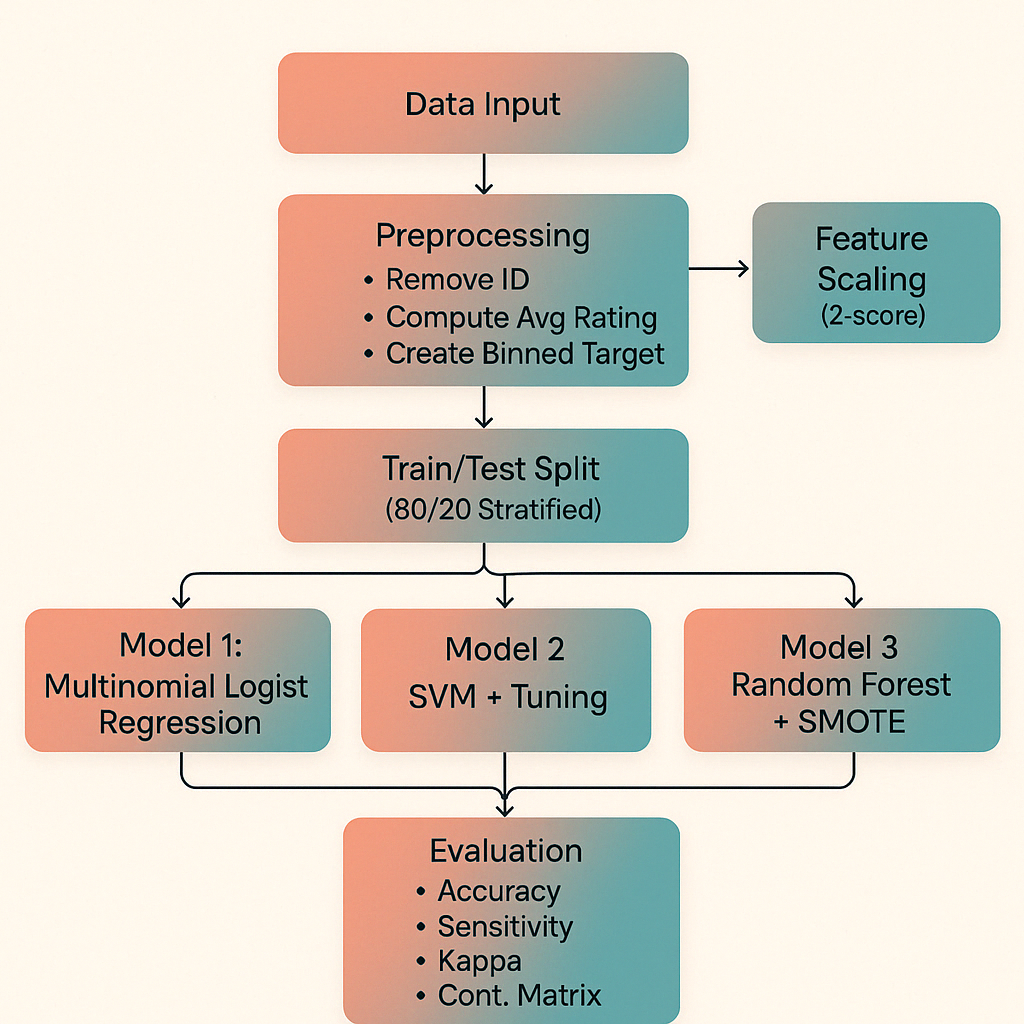 Data Input
Preprocessing
• Remove ID
• Compute Avg Rating
• Create Binned Target
Feature
Scaling
(2-score)
Train/Test Split
(80/20 Stratified)
Model 1:
Multinomial Logist
Regression
Model 2
SVM + Tuning
Model 3
Random Forest
+ SMOTE
Evaluation
• Accuracy
• Sensitivity
• Kappa
• Cont. Matrix